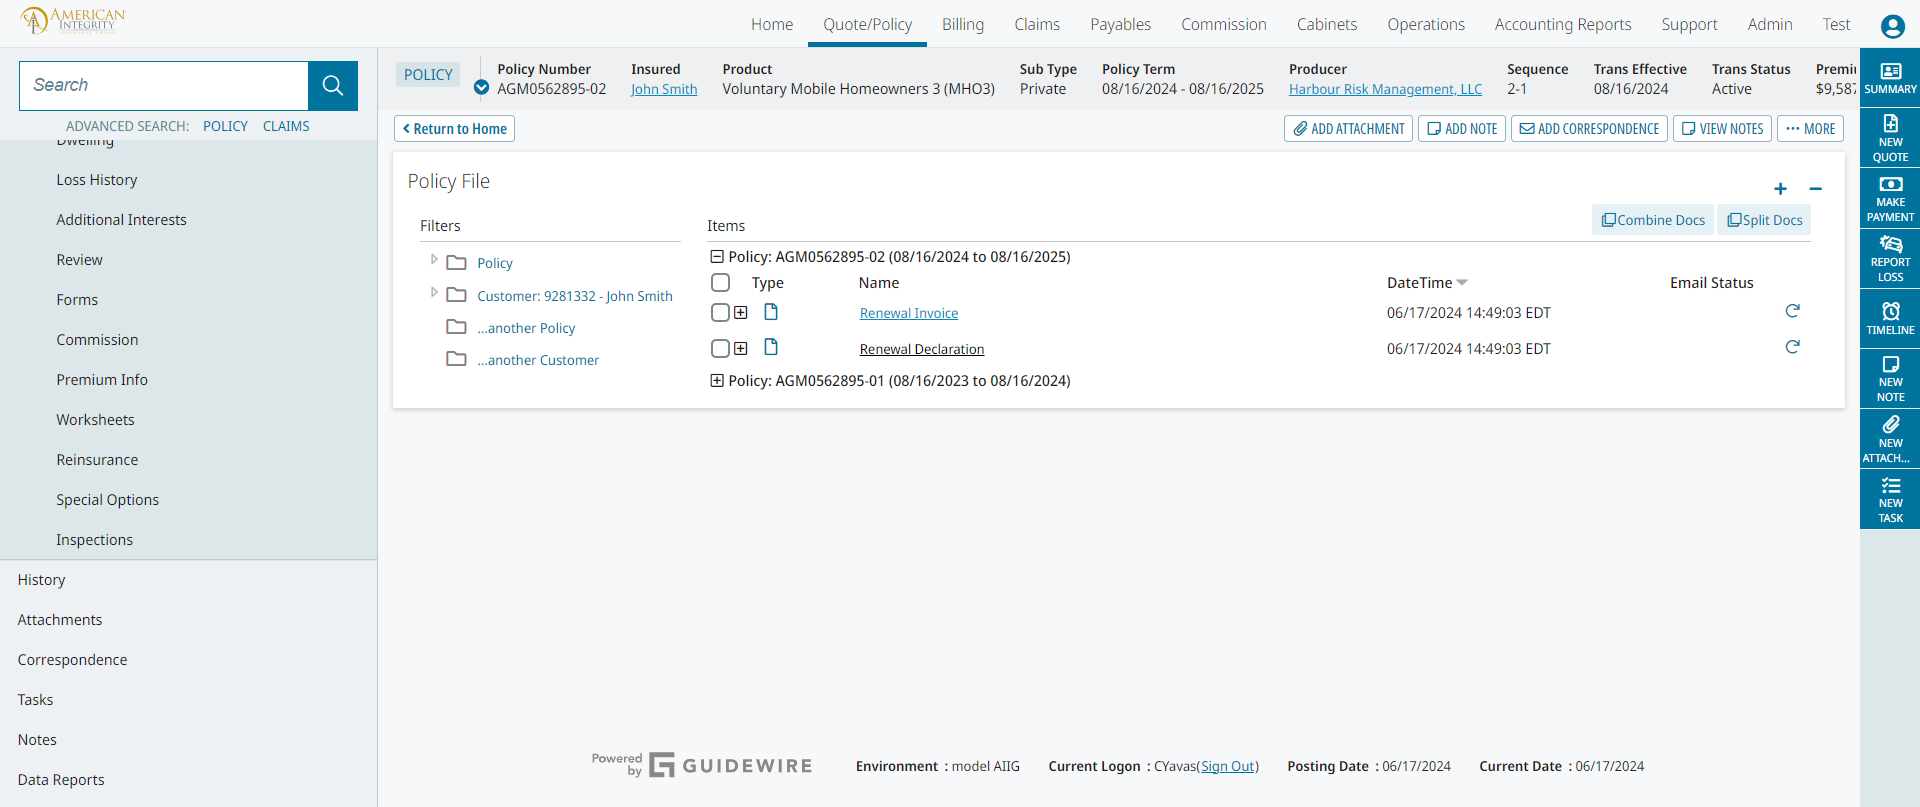 AMERICAN
INTEGRITY
Home Quote/Policy Billing Claims Payables Commission Cabinets Operations Accounting Reports Support Admin Test
Search
ADVANCED SEARCH: POLICY CLAIMS
Dwelling
Loss History
Additional Interests
Review
Forms
Commission
Premium Info
Worksheets
Reinsurance
Special Options
Inspections
History
Attachments
Correspondence
Tasks
Notes
Data Reports
POLICY
Policy Number Insured Product Sub Type Policy Term Producer Sequence Trans Effective Trans Status Premi
AGM0562895-02 John Smith Voluntary Mobile Homeowners 3 (MHO3) Private 08/16/2024 - 08/16/2025 Harbour Risk Management, LLC 2-1 08/16/2024 Active $9,587
Return to Home ADD ATTACHMENT ADD NOTE ADD CORRESPONDENCE VIEW NOTES MORE
Policy File
Filters
Policy
Customer: 9281332 - John Smith
...another Policy
...another Customer
Items Combine Docs Split Docs
Policy: AGM0562895-02 (08/16/2024 to 08/16/2025)
Type Name DateTime Email Status
Renewal Invoice 06/17/2024 14:49:03 EDT
Renewal Declaration 06/17/2024 14:49:03 EDT
Policy: AGM0562895-01 (08/16/2023 to 08/16/2024)
SUMMARY
NEW
QUOTE
MAKE
PAYMENT
REPORT
LOSS
TIMELINE
NEW
NOTE
NEW
ATTACH...
NEW
TASK
Powered
by GUIDEWIRE Environment : model AIIG Current Logon : CYavas(Sign Out) Posting Date : 06/17/2024 Current Date : 06/17/2024